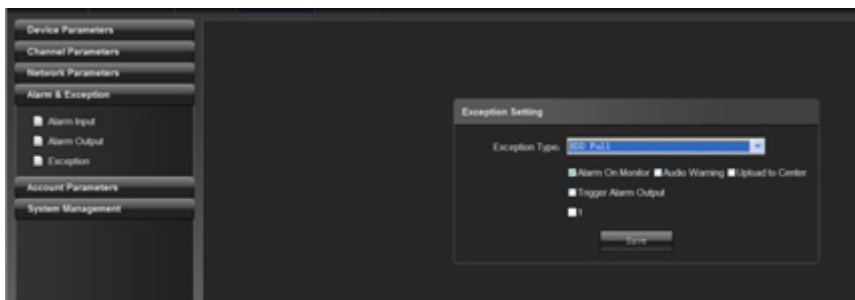 Device Parameters
Channel Parameters
Network Parameters
Alarm & Exception
Alarm Input
Alarm Output
Exception
Account Parameters
System Management
Exception Setting
Exception Type: HDD Full
Alarm On Monitor Audio Warning Upload to Center
Trigger Alarm Output
1
Save